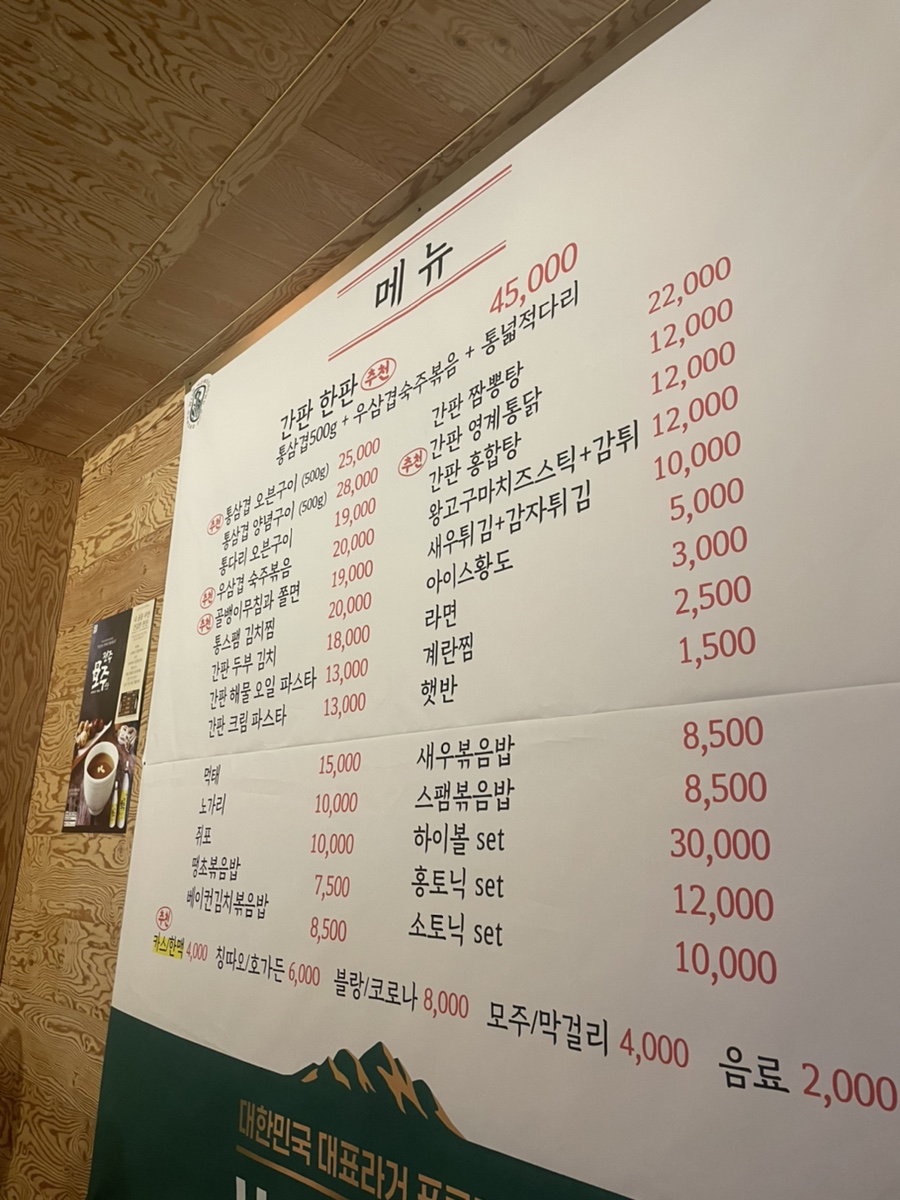 메뉴
간판 한판 추천 45,000
통삼겹500g + 우삼겹숙주볶음 + 통넓적다리
추천 통삼겹 오븐구이 (500g) 25,000
통삼겹 양념구이 (500g) 28,000
통다리 오븐구이 19,000
추천 우삼겹 숙주볶음 20,000
추천 골뱅이무침과 쫄면 19,000
통스팸 김치찜 20,000
간판 두부 김치 18,000
간판 해물 오일 파스타 13,000
간판 크림 파스타 13,000
간판 짬뽕탕 22,000
추천 간판 영계통닭 12,000
간판 홍합탕 12,000
왕고구마치즈스틱+감튀 12,000
새우튀김+감자튀김 10,000
아이스황도 5,000
라면 3,000
계란찜 2,500
햇반 1,500
먹태 15,000
노가리 10,000
쥐포 10,000
땡초볶음밥 7,500
베이컨김치볶음밥 8,500
새우볶음밥 8,500
스팸볶음밥 8,500
하이볼 set 30,000
홍토닉 set 12,000
소토닉 set 10,000
추천
카스/한맥 4,000 칭따오/호가든 6,000 블랑/코로나 8,000 모주/막걸리 4,000 음료 2,000
대한민국 대표라거
모주